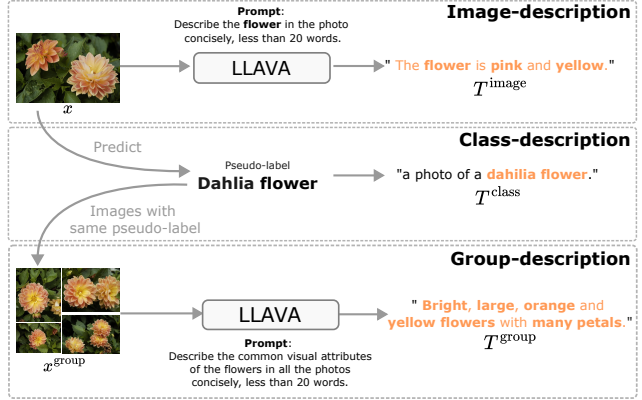 Image-description
Prompt:
Describe the flower in the photo
concisely, less than 20 words.
LLAVA
" The flower is pink and yellow."
T^image
x
Class-description
Predict
Pseudo-label
Dahlia flower
"a photo of a dahilia flower."
T^class
Images with
same pseudo-label
Group-description
LLAVA
" Bright, large, orange and
yellow flowers with many petals."
T^group
x^group
Prompt:
Describe the common visual attributes
of the flowers in all the photos
concisely, less than 20 words.